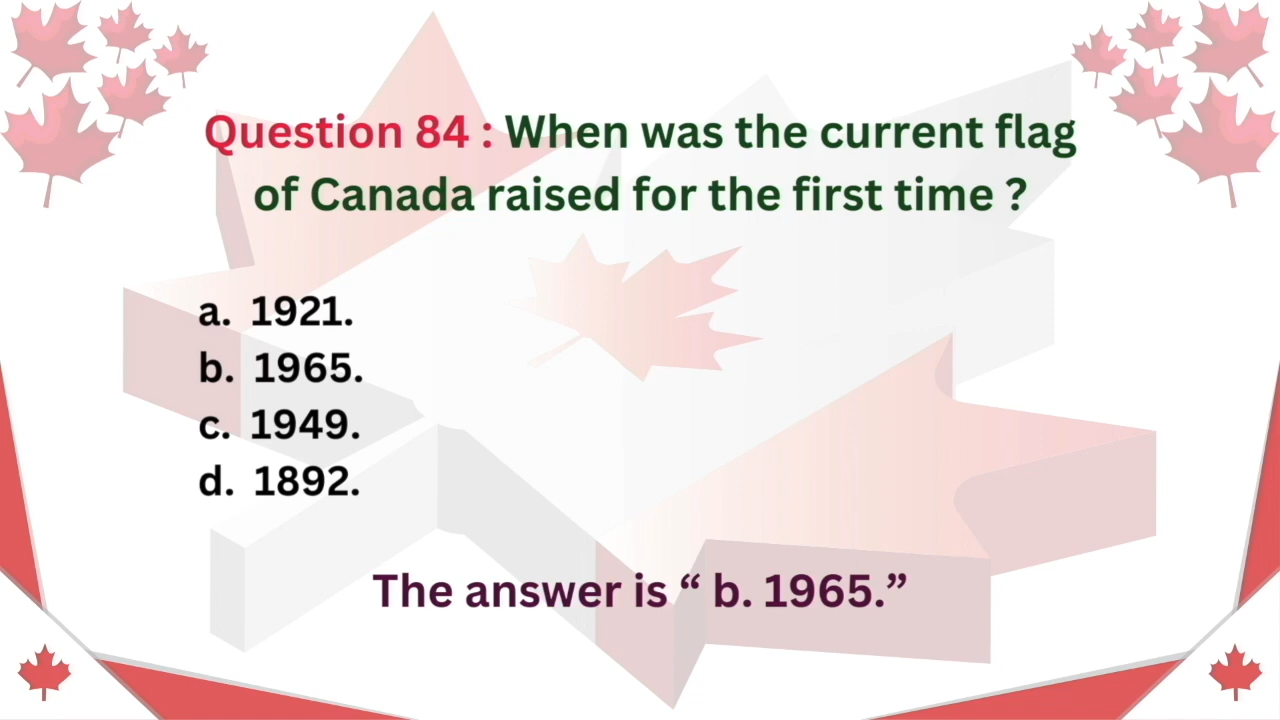 Question 84 : When was the current flag
of Canada raised for the first time ?
a. 1921.
b. 1965.
c. 1949.
d. 1892.
The answer is “ b. 1965.”